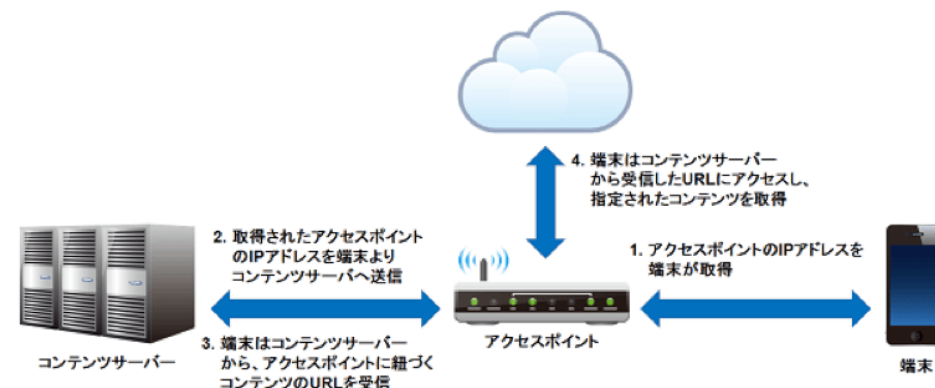 4. 端末はコンテンツサーバー
から受信したURLにアクセスし、
指定されたコンテンツを取得
2. 取得されたアクセスポイント
のIPアドレスを端末より
コンテンツサーバへ送信
1. アクセスポイントのIPアドレスを
端末が取得
アクセスポイント
3. 端末はコンテンツサーバー
から、アクセスポイントに紐づく
コンテンツのURLを受信
コンテンツサーバー
端末